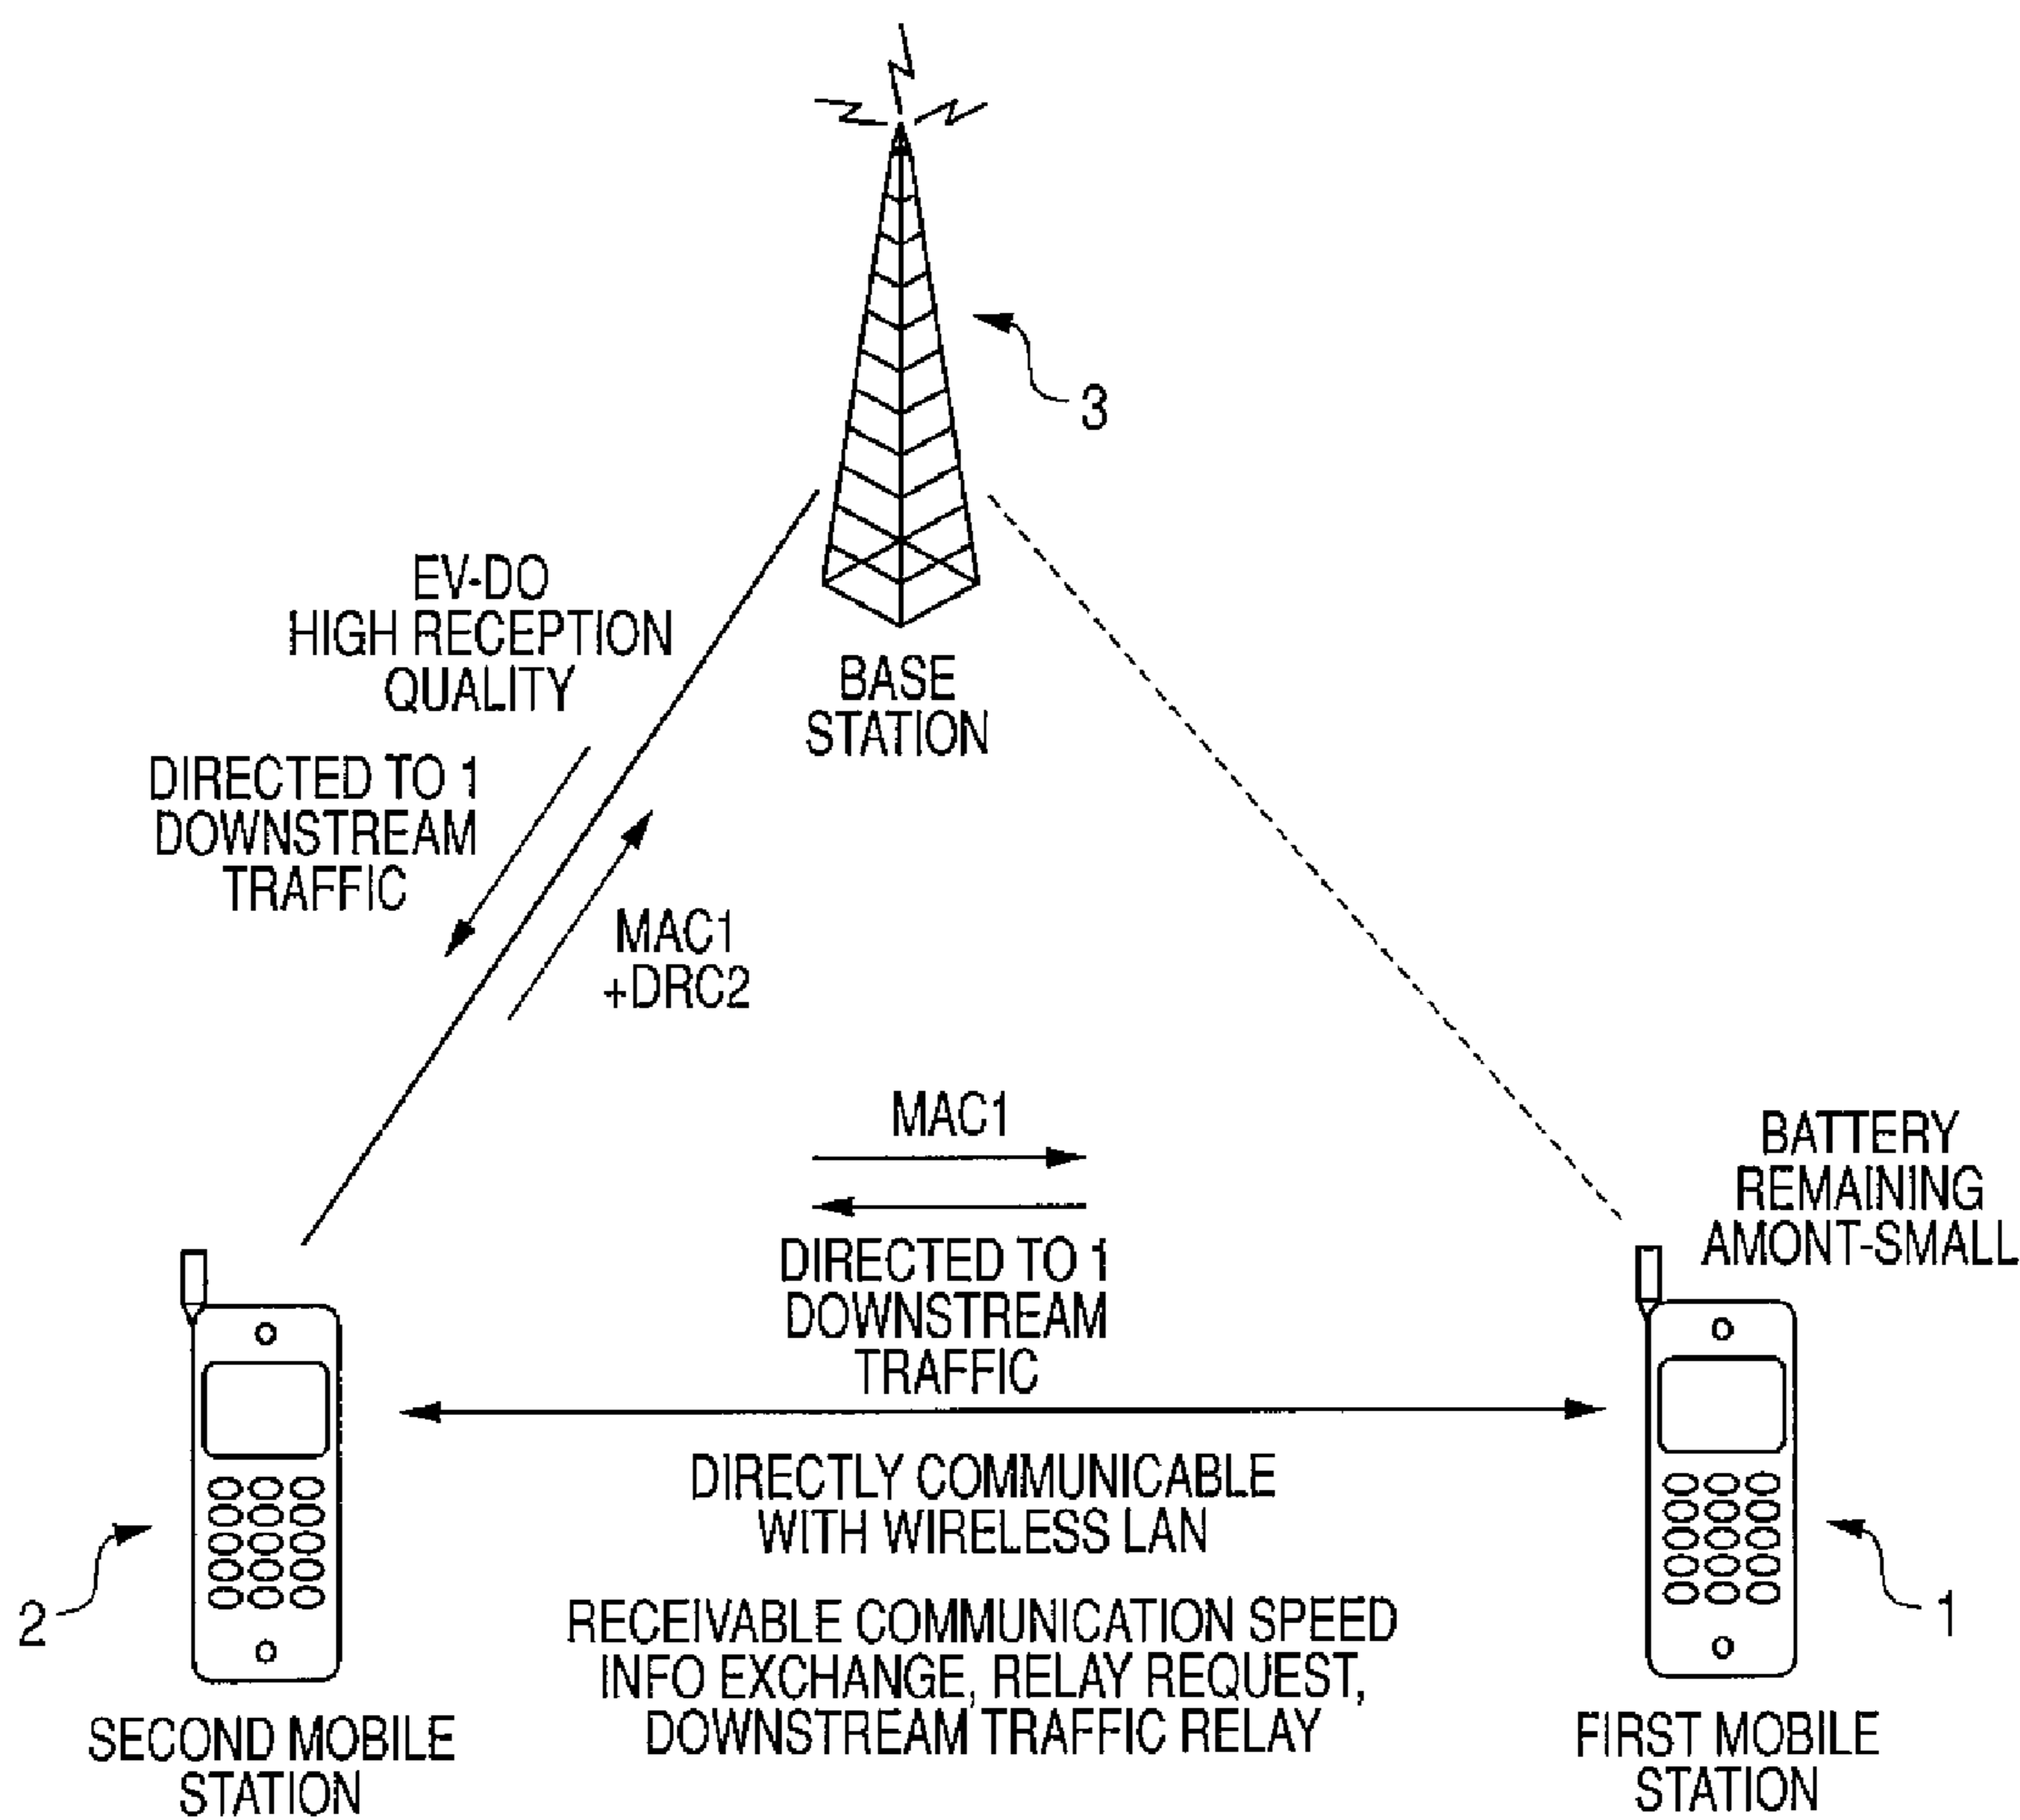 3
EV-DO
HIGH RECEPTION
QUALITY
BASE
STATION
DIRECTED TO 1
DOWNSTREAM
TRAFFIC
MAC1
+DRC2
MAC1
DIRECTED TO 1
DOWNSTREAM
TRAFFIC
BATTERY
REMAINING
AMONT-SMALL
DIRECTLY COMMUNICABLE
WITH WIRELESS LAN
RECEIVABLE COMMUNICATION SPEED
INFO EXCHANGE, RELAY REQUEST,
DOWNSTREAM TRAFFIC RELAY
2
1
SECOND MOBILE
STATION
FIRST MOBILE
STATION